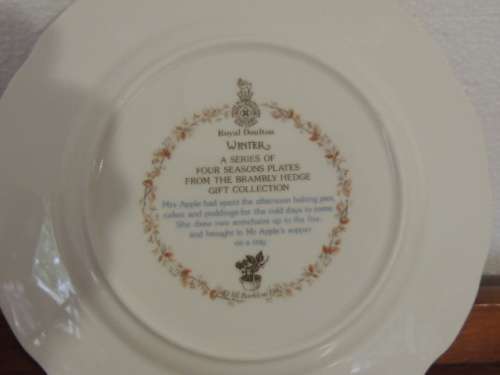 Royal Doulton
WINTER
A SERIES OF
FOUR SEASONS PLATES
FROM THE BRAMBLY HEDGE
GIFT COLLECTION
Mrs Apple had spent the afternoon baking pies,
cakes and puddings for the cold days to come.
She drew two armchairs up to the fire,
and brought in Mr Apple's supper
on a tray